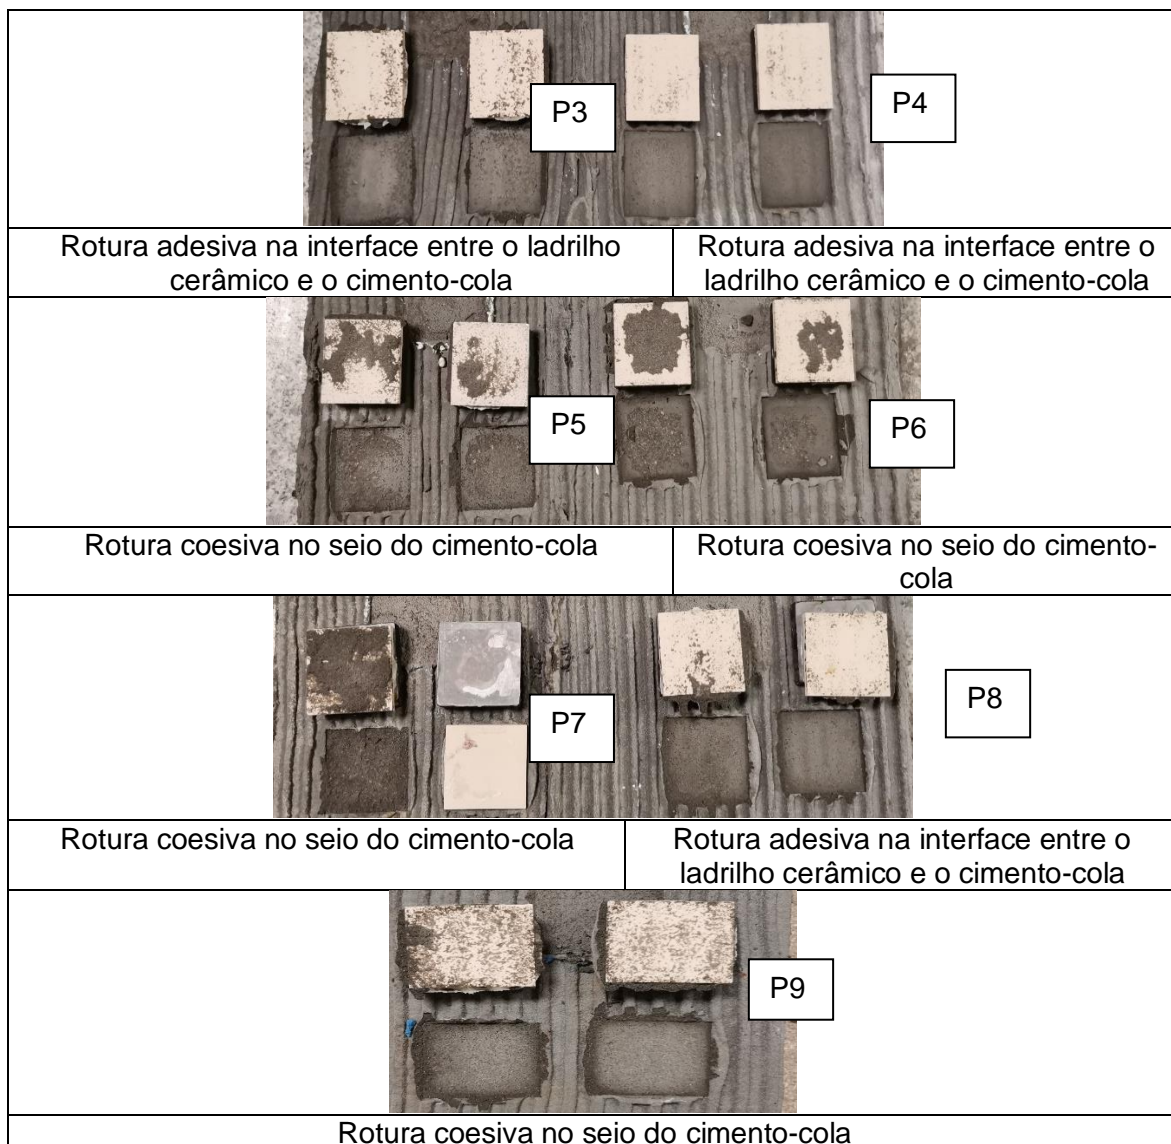 P3
P4
Rotura adesiva na interface entre o ladrilho
cerâmico e o cimento-cola
Rotura adesiva na interface entre o
ladrilho cerâmico e o cimento-cola
P5
P6
Rotura coesiva no seio do cimento-cola
Rotura coesiva no seio do cimento-
cola
P7
P8
Rotura coesiva no seio do cimento-cola
Rotura adesiva na interface entre o
ladrilho cerâmico e o cimento-cola
P9
Rotura coesiva no seio do cimento-cola